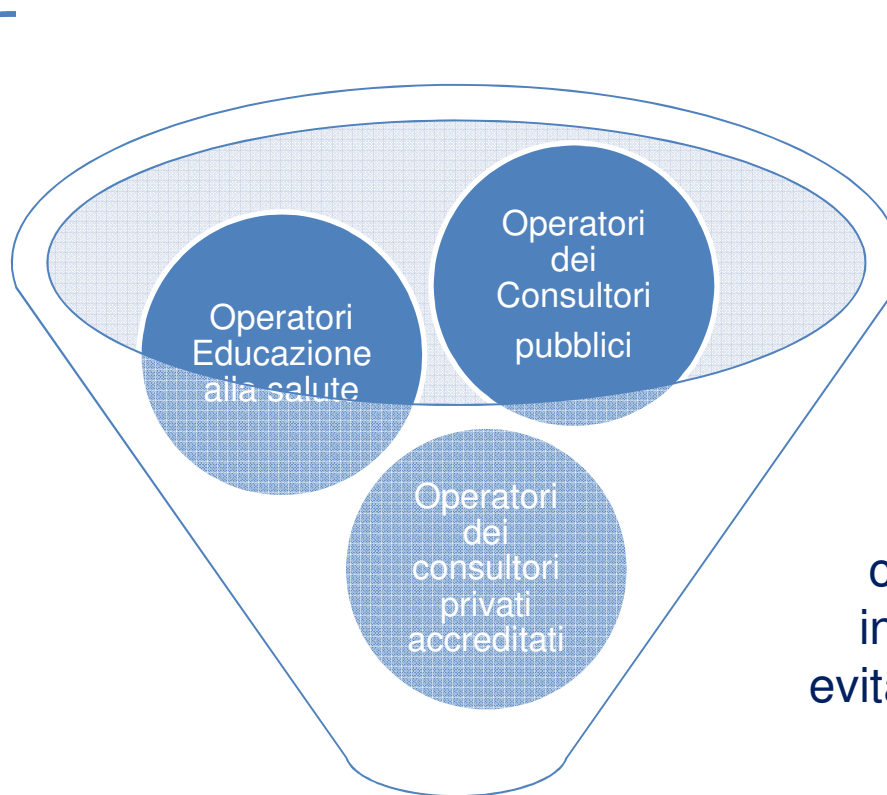 Operatori
Educazione
alla salute
Operatori
dei
Consultori
pubblici
Operatori
dei
consultori
privati
accreditati